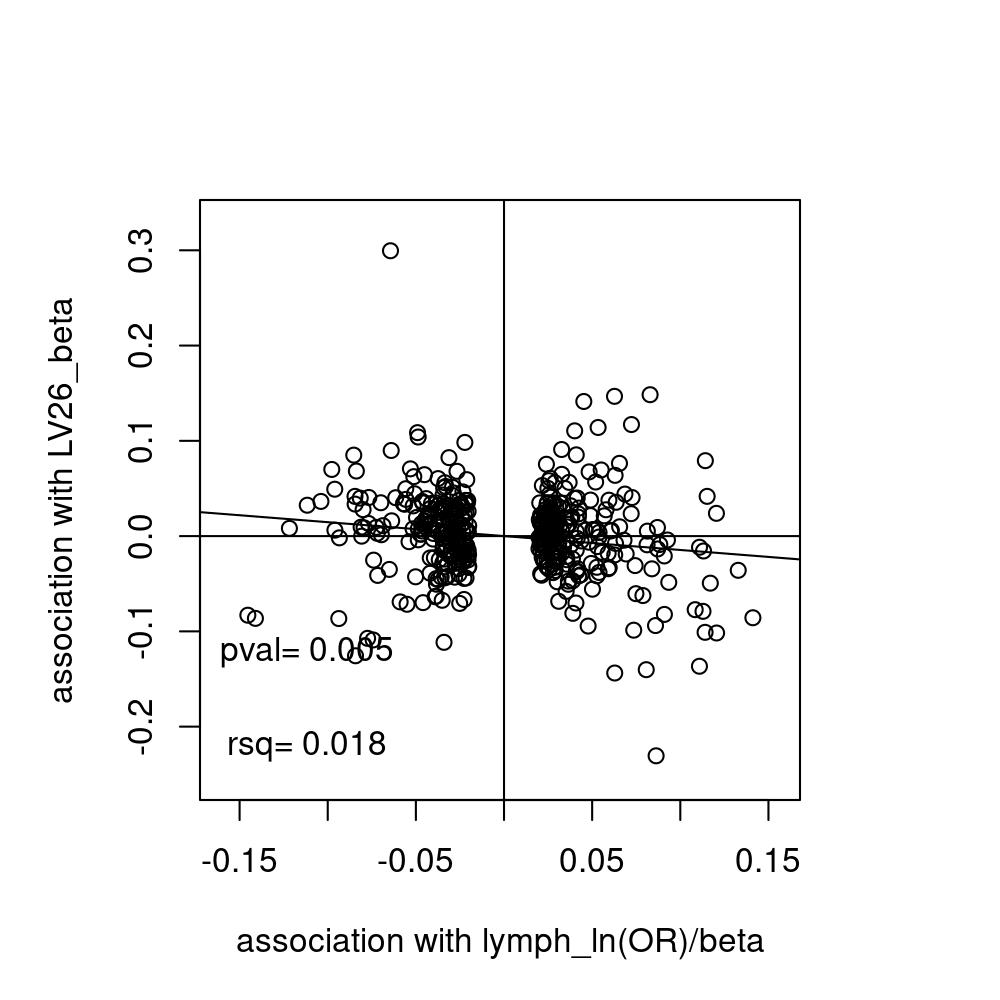 association with LV26_beta
0.3
0.2
0.1
0.0
-0.1
-0.2
pval= 0.005
rsq= 0.018
-0.15 -0.05 0.05 0.15
association with lymph_ln(OR)/beta